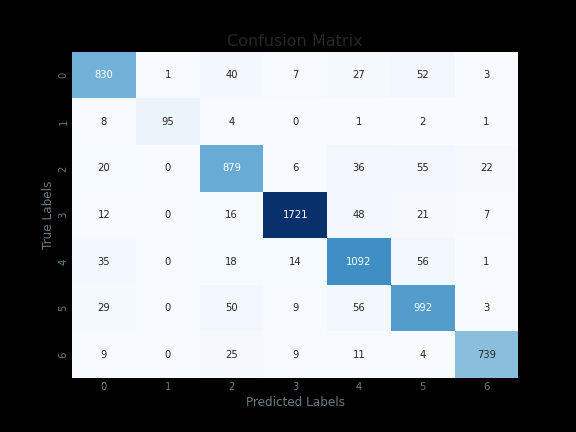 Confusion Matrix
True Labels
0 830 1 40 7 27 52 3
1 8 95 4 0 1 2 1
2 20 0 879 6 36 55 22
3 12 0 16 1721 48 21 7
4 35 0 18 14 1092 56 1
5 29 0 50 9 56 992 3
6 9 0 25 9 11 4 739
0 1 2 3 4 5 6
Predicted Labels